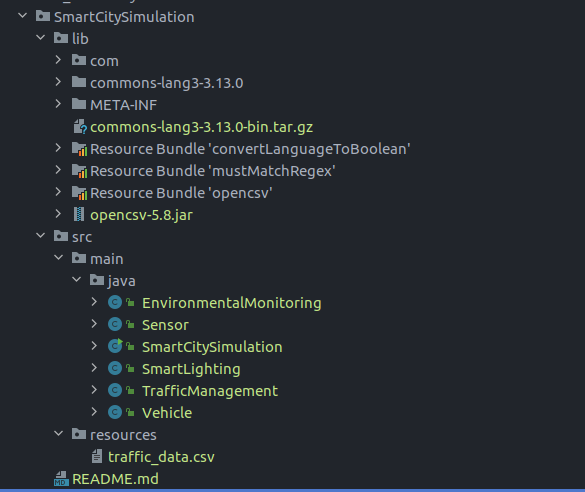 SmartCitySimulation
lib
com
commons-lang3-3.13.0
META-INF
commons-lang3-3.13.0-bin.tar.gz
Resource Bundle 'convertLanguageToBoolean'
Resource Bundle 'mustMatchRegex'
Resource Bundle 'opencsv'
opencsv-5.8.jar
src
main
java
C EnvironmentalMonitoring
C Sensor
C SmartCitySimulation
C SmartLighting
C TrafficManagement
C Vehicle
resources
traffic_data.csv
MD README.md